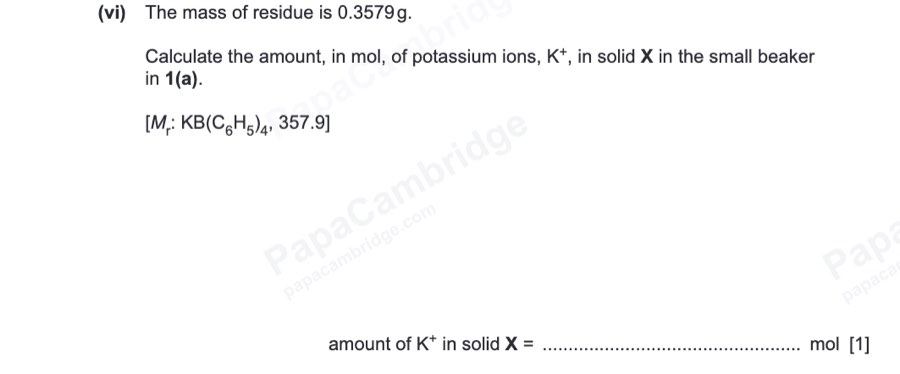 (vi) The mass of residue is 0.3579 g.
Calculate the amount, in mol, of potassium ions, K⁺, in solid X in the small beaker
in 1(a).
[Mᵣ: KB(C₆H₅)₄, 357.9]
PapaCambridge
papacambridge.com
Papa
papaca
amount of K⁺ in solid X = .................................................. mol [1]